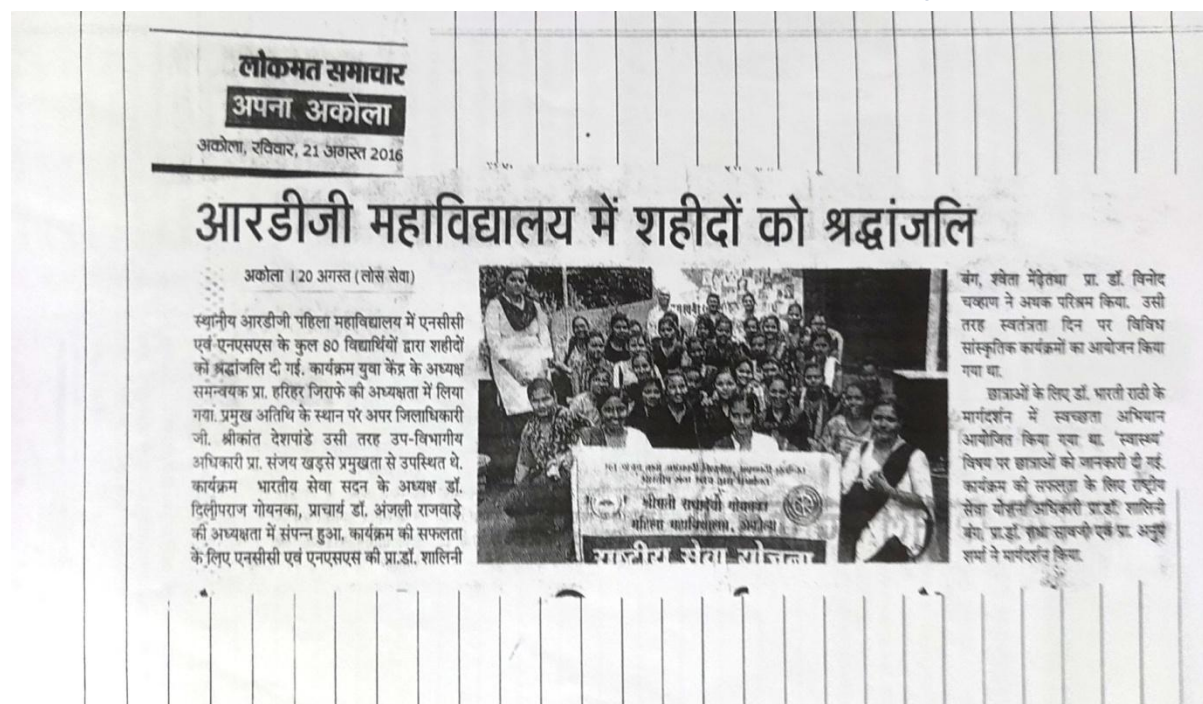 लोकमत समाचार
अपना अकोला
अकोला, रविवार, 21 अगस्त 2016
आरडीजी महाविद्यालय में शहीदों को श्रद्धांजलि
अकोला । 20 अगस्त (लोस सेवा)
स्थानीय आरडीजी पहिला महाविद्यालय में एनसीसी
एवं एनएसएस के कुल 80 विद्यार्थियों द्वारा शहीदों
को श्रद्धांजलि दी गई. कार्यक्रम युवा केंद्र के अध्यक्ष
समन्वयक प्रा. हरिहर जिराफे की अध्यक्षता में लिया
गया. प्रमुख अतिथि के स्थान पर अपर जिलाधिकारी
जी. श्रीकांत देशपांडे उसी तरह उप-विभागीय
अधिकारी प्रा. संजय खड़से प्रमुखता से उपस्थित थे.
कार्यक्रम भारतीय सेवा सदन के अध्यक्ष डॉ.
दिलीपराज गोयनका, प्राचार्य डॉ. अंजली राजवाड़े
की अध्यक्षता में संपन्न हुआ. कार्यक्रम की सफलता
के लिए एनसीसी एवं एनएसएस की प्रा.डॉ. शालिनी
बंग, श्वेता मेंढेतथा प्रा. डॉ. विनोद
चव्हाण ने अथक परिश्रम किया. उसी
तरह स्वतंत्रता दिन पर विविध
सांस्कृतिक कार्यक्रमों का आयोजन किया
गया था.
छात्राओं के लिए डॉ. भारती राठी के
मार्गदर्शन में स्वच्छता अभियान
आयोजित किया गया था. 'स्वास्थ्य'
विषय पर छात्राओं को जानकारी दी गई.
कार्यक्रम की सफलता के लिए राष्ट्रीय
सेवा योजना अधिकारी प्रा.डॉ. शालिनी
बंग, प्रा.डॉ. राधा सावजी एवं प्रा. अनुप
शर्मा ने मार्गदर्शन किया.
श्रीमती राधादेवी गोयनका
महिला महाविद्यालय, अकोला
राष्ट्रीय सेवा योजना